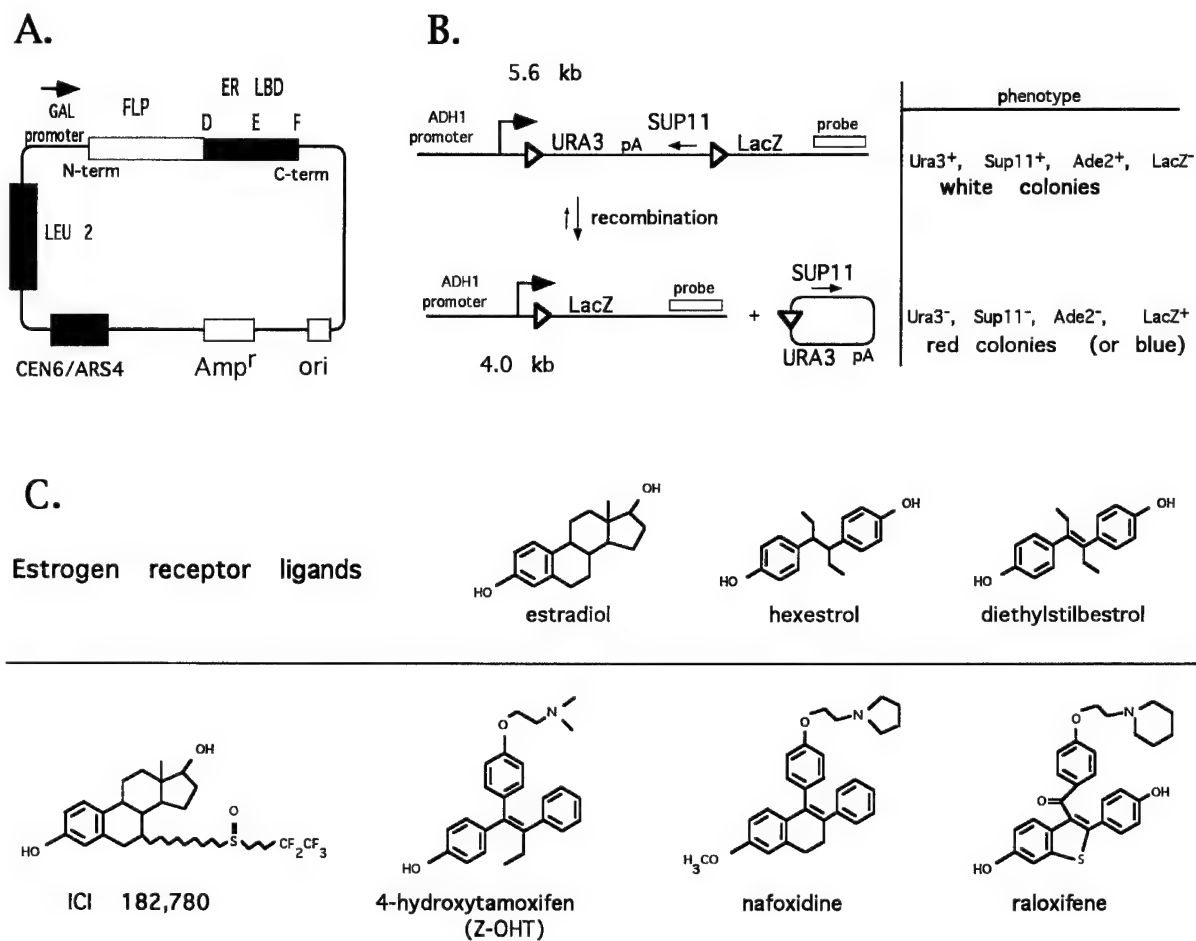 A.
GAL
promoter
FLP
ER LBD
D E F
N-term
C-term
LEU 2
CEN6/ARS4
Ampr
ori
B.
5.6 kb
ADH1
promoter
URA3
pA
SUP11
LacZ
probe
recombination
ADH1
promoter
LacZ
probe
4.0 kb
+
SUP11
URA3 pA
phenotype
Ura3+, Sup11+, Ade2+, LacZ-
white colonies
Ura3-, Sup11-, Ade2-, LacZ+
red colonies (or blue)
C.
Estrogen receptor ligands
OH
HO
estradiol
OH
HO
hexestrol
OH
HO
diethylstilbestrol
OH
HO
O
S
CF2CF3
ICI 182,780
N
O
HO
4-hydroxytamoxifen
(Z-OHT)
N
O
H3CO
nafoxidine
N
O
O
OH
S
HO
raloxifene